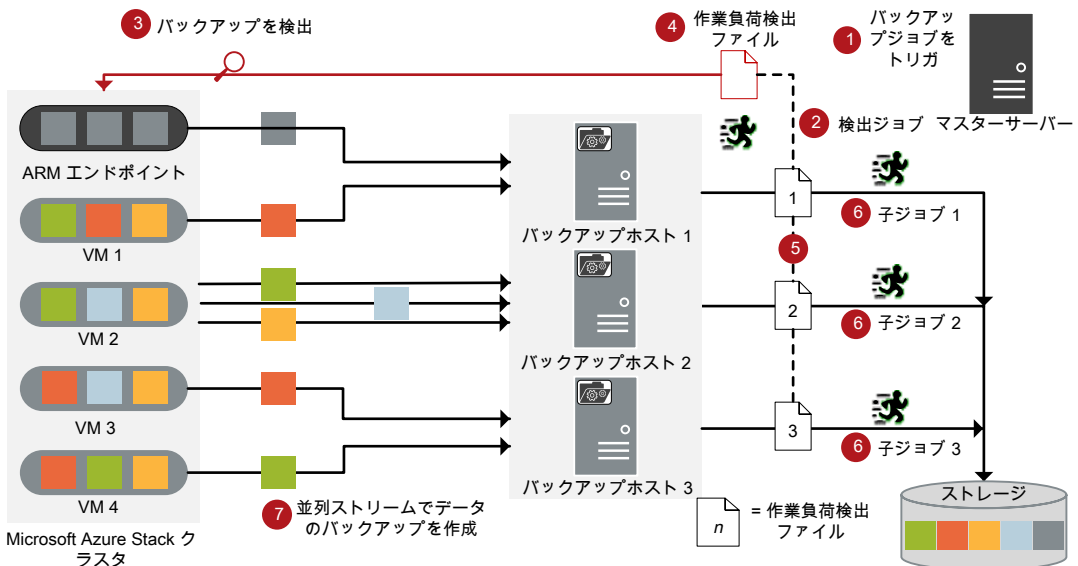 3 バックアップを検出
4 作業負荷検出
ファイル
1 バックアッ
プジョブを
トリガ
2 検出ジョブ
マスターサーバー
ARM エンドポイント
VM 1
VM 2
VM 3
VM 4
Microsoft Azure Stack ク
ラスタ
バックアップホスト 1
バックアップホスト 2
バックアップホスト 3
1
5
2
3
6 子ジョブ 1
6 子ジョブ 2
6 子ジョブ 3
7 並列ストリームでデータ
のバックアップを作成
n = 作業負荷検出
ファイル
ストレージ